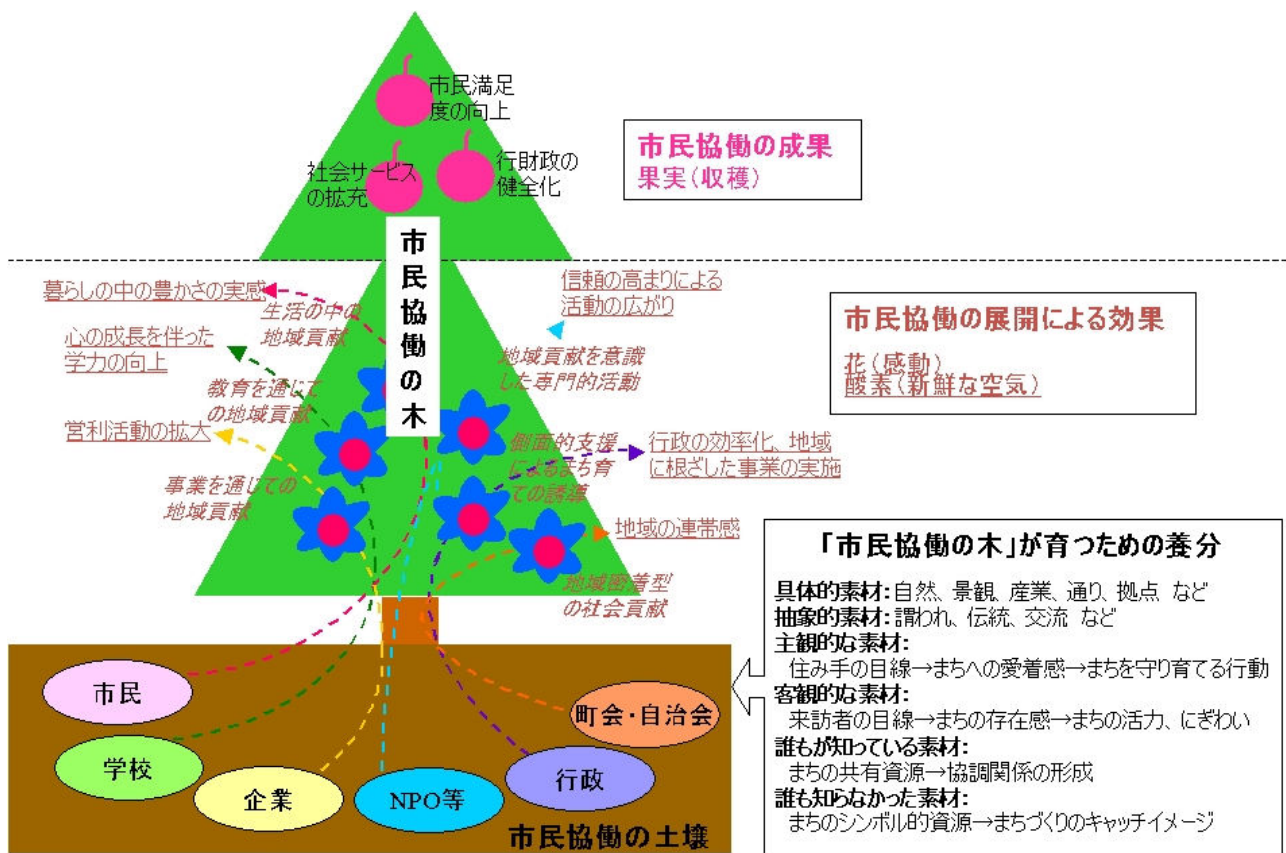 市民満足
度の向上
社会サービス
の拡充
行財政の
健全化
市民協働の成果
果実(収穫)
市民協働の木
暮らしの中の豊かさの実感
生活の中の
地域貢献
心の成長を伴った
学力の向上
教育を通じて
の地域貢献
営利活動の拡大
事業を通じての
地域貢献
信頼の高まりによる
活動の広がり
地域貢献を意識
した専門的活動
側面的支援
によるまち育
ての誘導
行政の効率化、地域
に根ざした事業の実施
地域の連帯感
地域密着型
の社会貢献
市民協働の展開による効果
花(感動)
酸素(新鮮な空気)
「市民協働の木」が育つための養分
具体的素材:自然、景観、産業、通り、拠点 など
抽象的素材:謂われ、伝統、交流 など
主観的な素材:
住み手の目線→まちへの愛着感→まちを守り育てる行動
客観的な素材:
来訪者の目線→まちの存在感→まちの活力、にぎわい
誰もが知っている素材:
まちの共有資源→協調関係の形成
誰も知らなかった素材:
まちのシンボル的資源→まちづくりのキャッチイメージ
市民
学校
企業
NPO等
行政
町会・自治会
市民協働の土壌